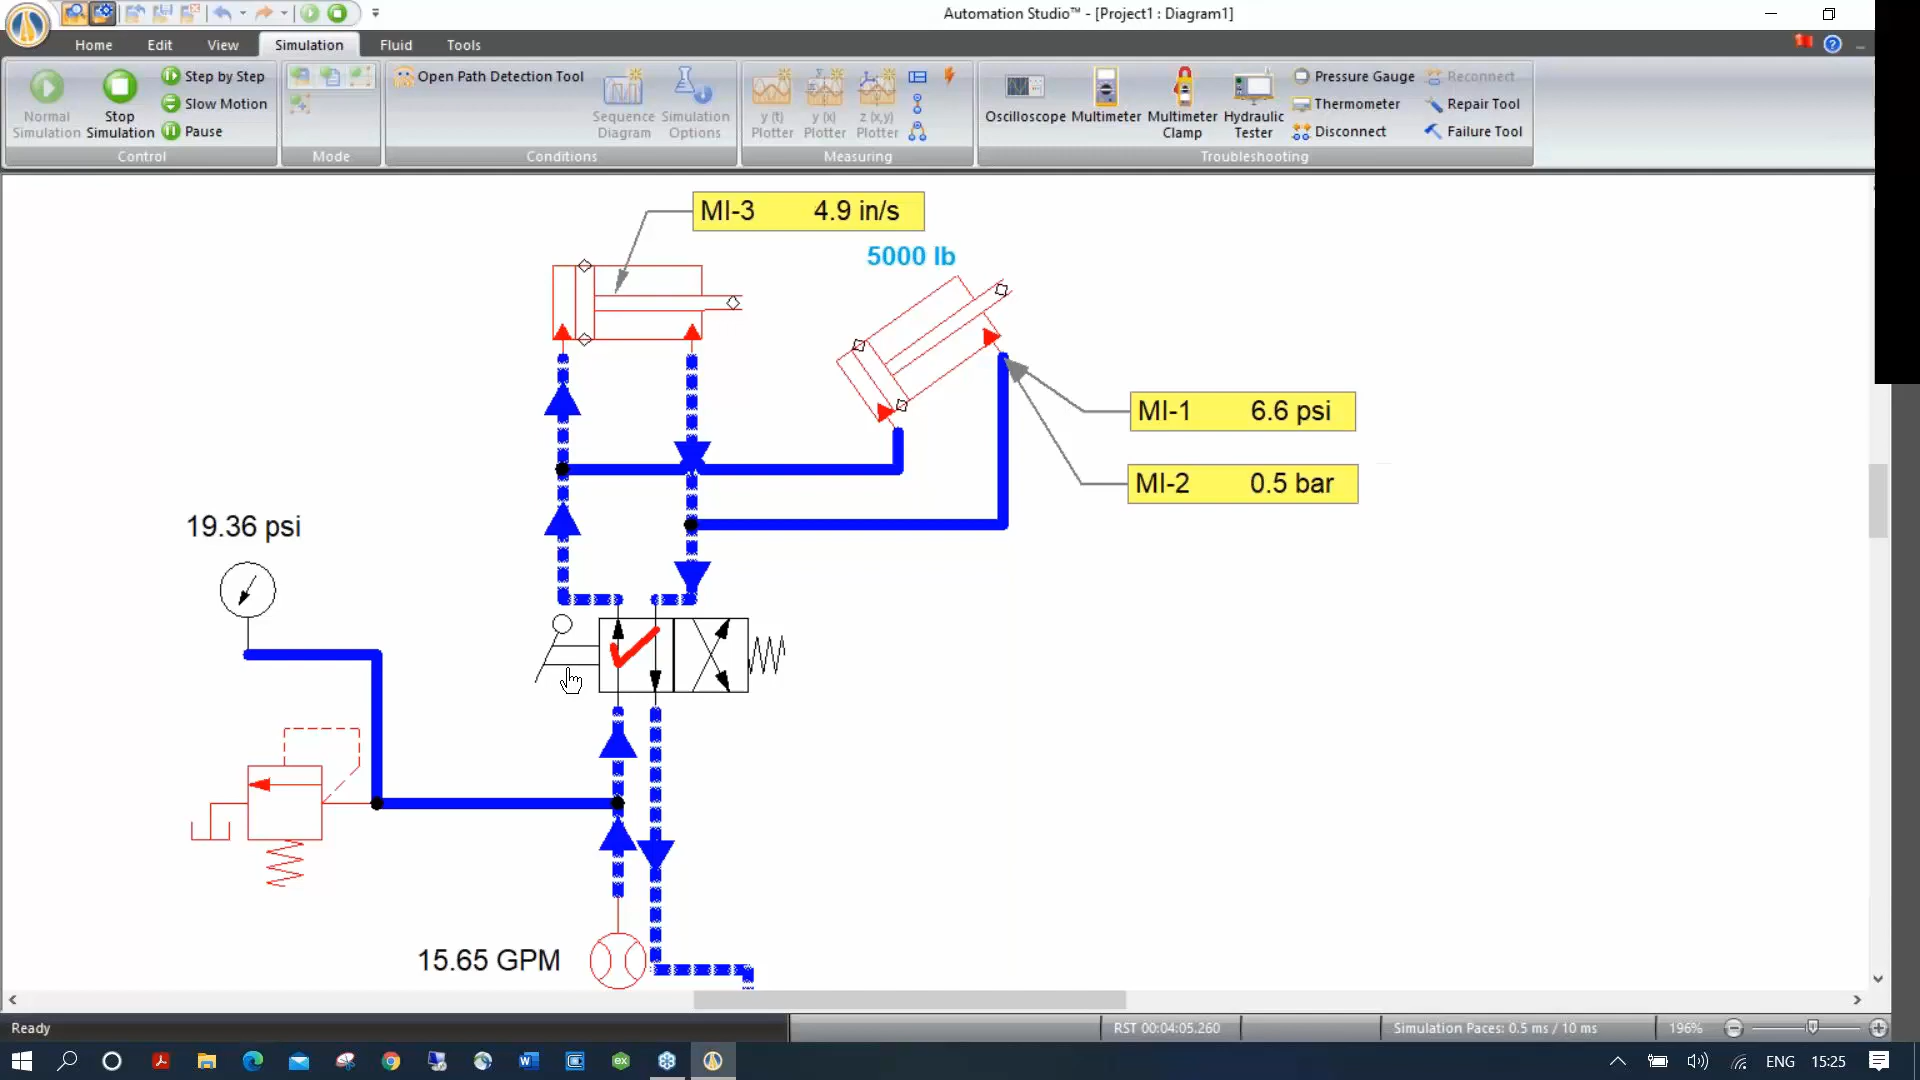 Automation Studio™ - [Project1 : Diagram1]
Home Edit View Simulation Fluid Tools
Normal Simulation
Stop Simulation
Step by Step
Slow Motion
Pause
Control
Mode
Open Path Detection Tool
Sequence Diagram
Simulation Options
Conditions
y (t) Plotter
y (x) Plotter
z (x,y) Plotter
Measuring
Oscilloscope
Multimeter
Multimeter Clamp
Hydraulic Tester
Pressure Gauge
Thermometer
Disconnect
Reconnect
Repair Tool
Failure Tool
Troubleshooting
MI-3 4.9 in/s
5000 lb
MI-1 6.6 psi
MI-2 0.5 bar
19.36 psi
15.65 GPM
Ready
RST 00:04:05.260
Simulation Paces: 0.5 ms / 10 ms
196%
ENG 15:25